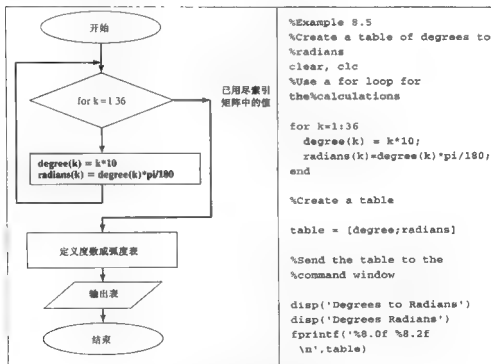 开始
for k = 1 36
已用尽索引
矩阵中的值
degree(k) = k*10
radians(k) = degree(k)*pi/180
定义度数或弧度表
输出表
结束
%Example 8.5
%Create a table of degrees to
%radians
clear, clc
%Use a for loop for
the%calculations
for k=1:36
degree(k) = k*10;
radians(k)=degree(k)*pi/180;
end
%Create a table
table = [degree;radians]
%Send the table to the
%command window
disp('Degrees to Radians')
disp('Degrees Radians')
fprintf('%8.0f %8.2f
\n',table)